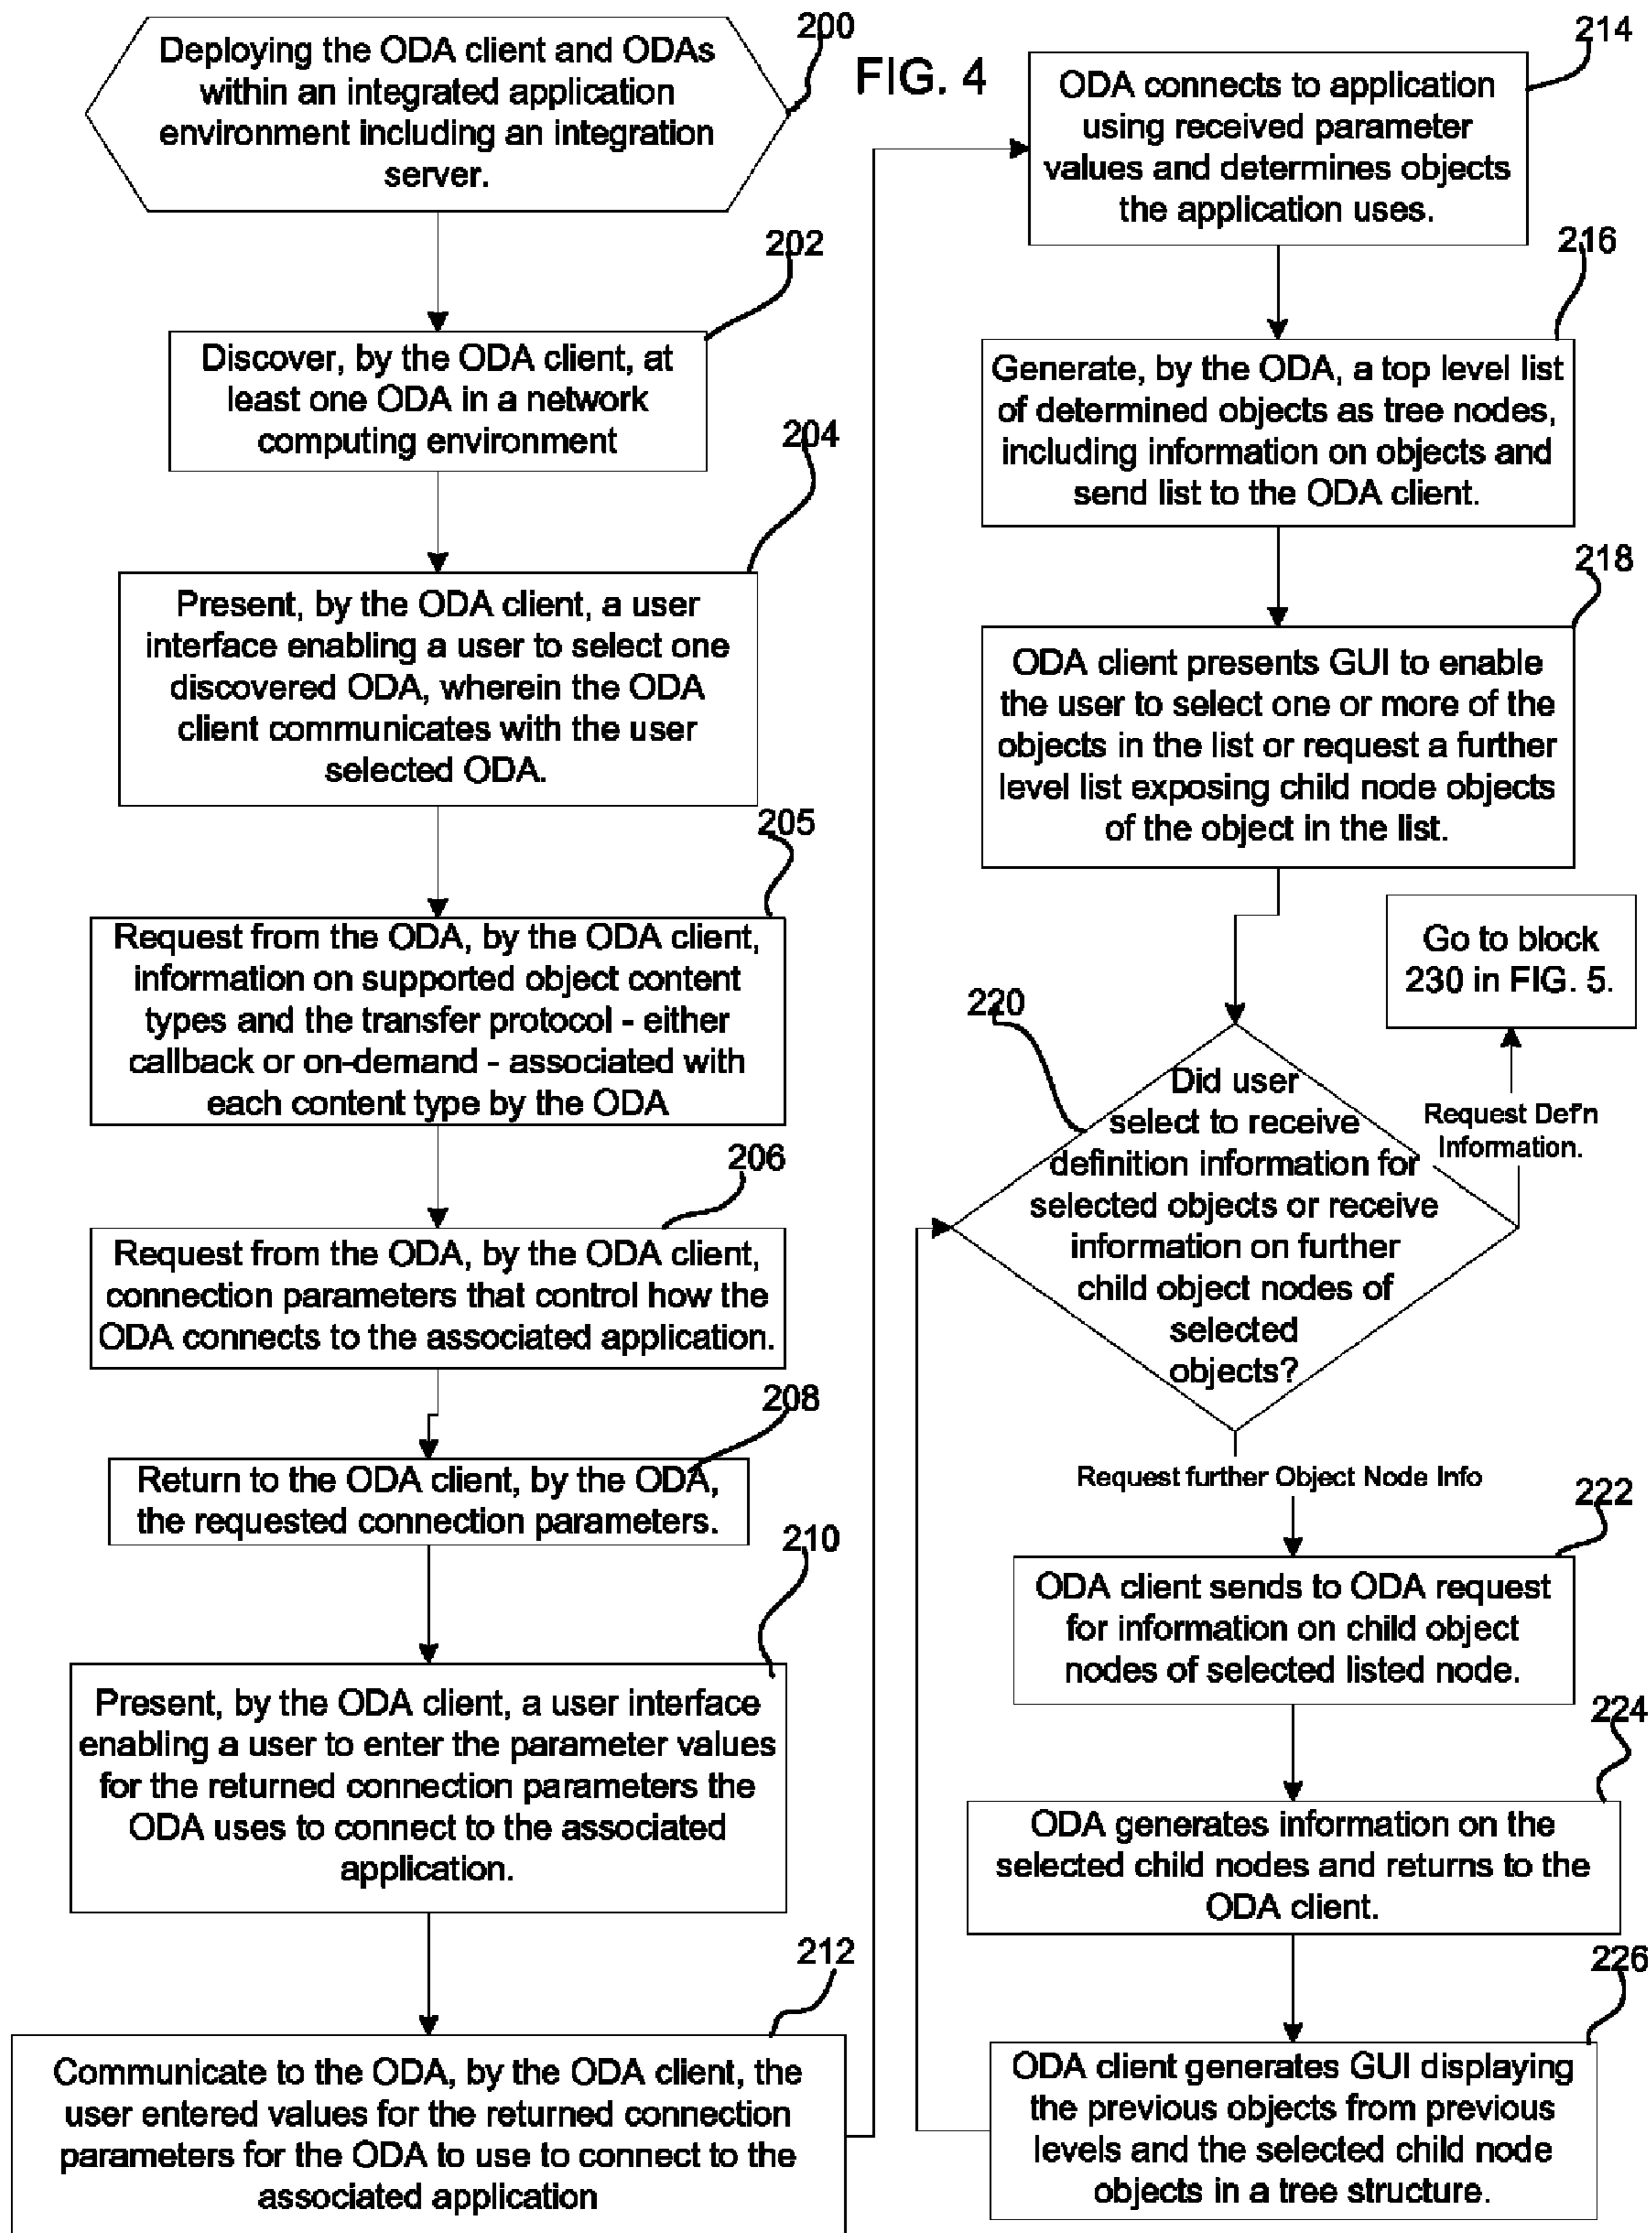 200
Deploying the ODA client and ODAs
within an integrated application
environment including an integration
server.
FIG. 4
202
Discover, by the ODA client, at
least one ODA in a network
computing environment
204
Present, by the ODA client, a user
interface enabling a user to select one
discovered ODA, wherein the ODA
client communicates with the user
selected ODA.
205
Request from the ODA, by the ODA client,
information on supported object content
types and the transfer protocol - either
callback or on-demand - associated with
each content type by the ODA
206
Request from the ODA, by the ODA client,
connection parameters that control how the
ODA connects to the associated application.
208
Return to the ODA client, by the ODA,
the requested connection parameters.
210
Present, by the ODA client, a user interface
enabling a user to enter the parameter values
for the returned connection parameters the
ODA uses to connect to the associated
application.
212
Communicate to the ODA, by the ODA client, the
user entered values for the returned connection
parameters for the ODA to use to connect to the
associated application
214
ODA connects to application
using received parameter
values and determines objects
the application uses.
216
Generate, by the ODA, a top level list
of determined objects as tree nodes,
including information on objects and
send list to the ODA client.
218
ODA client presents GUI to enable
the user to select one or more of the
objects in the list or request a further
level list exposing child node objects
of the object in the list.
Go to block
230 in FIG. 5.
220
Did user
select to receive
definition information for
selected objects or receive
information on further
child object nodes of
selected
objects?
Request Def'n
Information.
Request further Object Node Info
222
ODA client sends to ODA request
for information on child object
nodes of selected listed node.
224
ODA generates information on the
selected child nodes and returns to the
ODA client.
226
ODA client generates GUI displaying
the previous objects from previous
levels and the selected child node
objects in a tree structure.